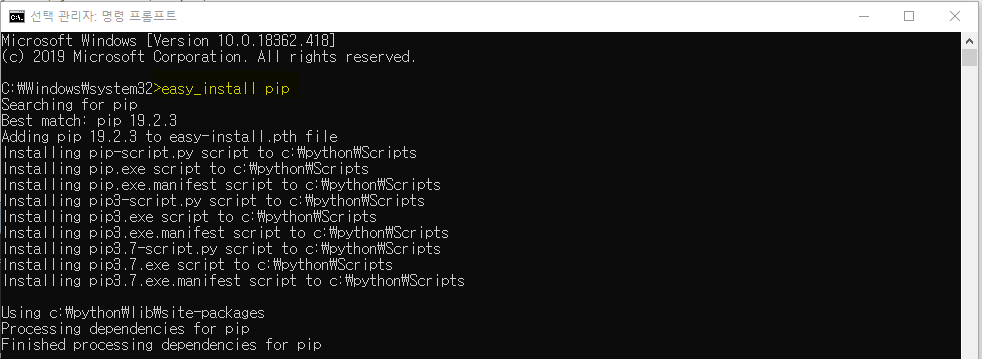 선택 관리자: 명령 프롬프트
Microsoft Windows [Version 10.0.18362.418]
(c) 2019 Microsoft Corporation. All rights reserved.
C:₩Windows₩system32>easy_install pip
Searching for pip
Best match: pip 19.2.3
Adding pip 19.2.3 to easy-install.pth file
Installing pip-script.py script to c:₩python₩Scripts
Installing pip.exe script to c:₩python₩Scripts
Installing pip.exe.manifest script to c:₩python₩Scripts
Installing pip3-script.py script to c:₩python₩Scripts
Installing pip3.exe script to c:₩python₩Scripts
Installing pip3.exe.manifest script to c:₩python₩Scripts
Installing pip3.7-script.py script to c:₩python₩Scripts
Installing pip3.7.exe script to c:₩python₩Scripts
Installing pip3.7.exe.manifest script to c:₩python₩Scripts
Using c:₩python₩lib₩site-packages
Processing dependencies for pip
Finished processing dependencies for pip